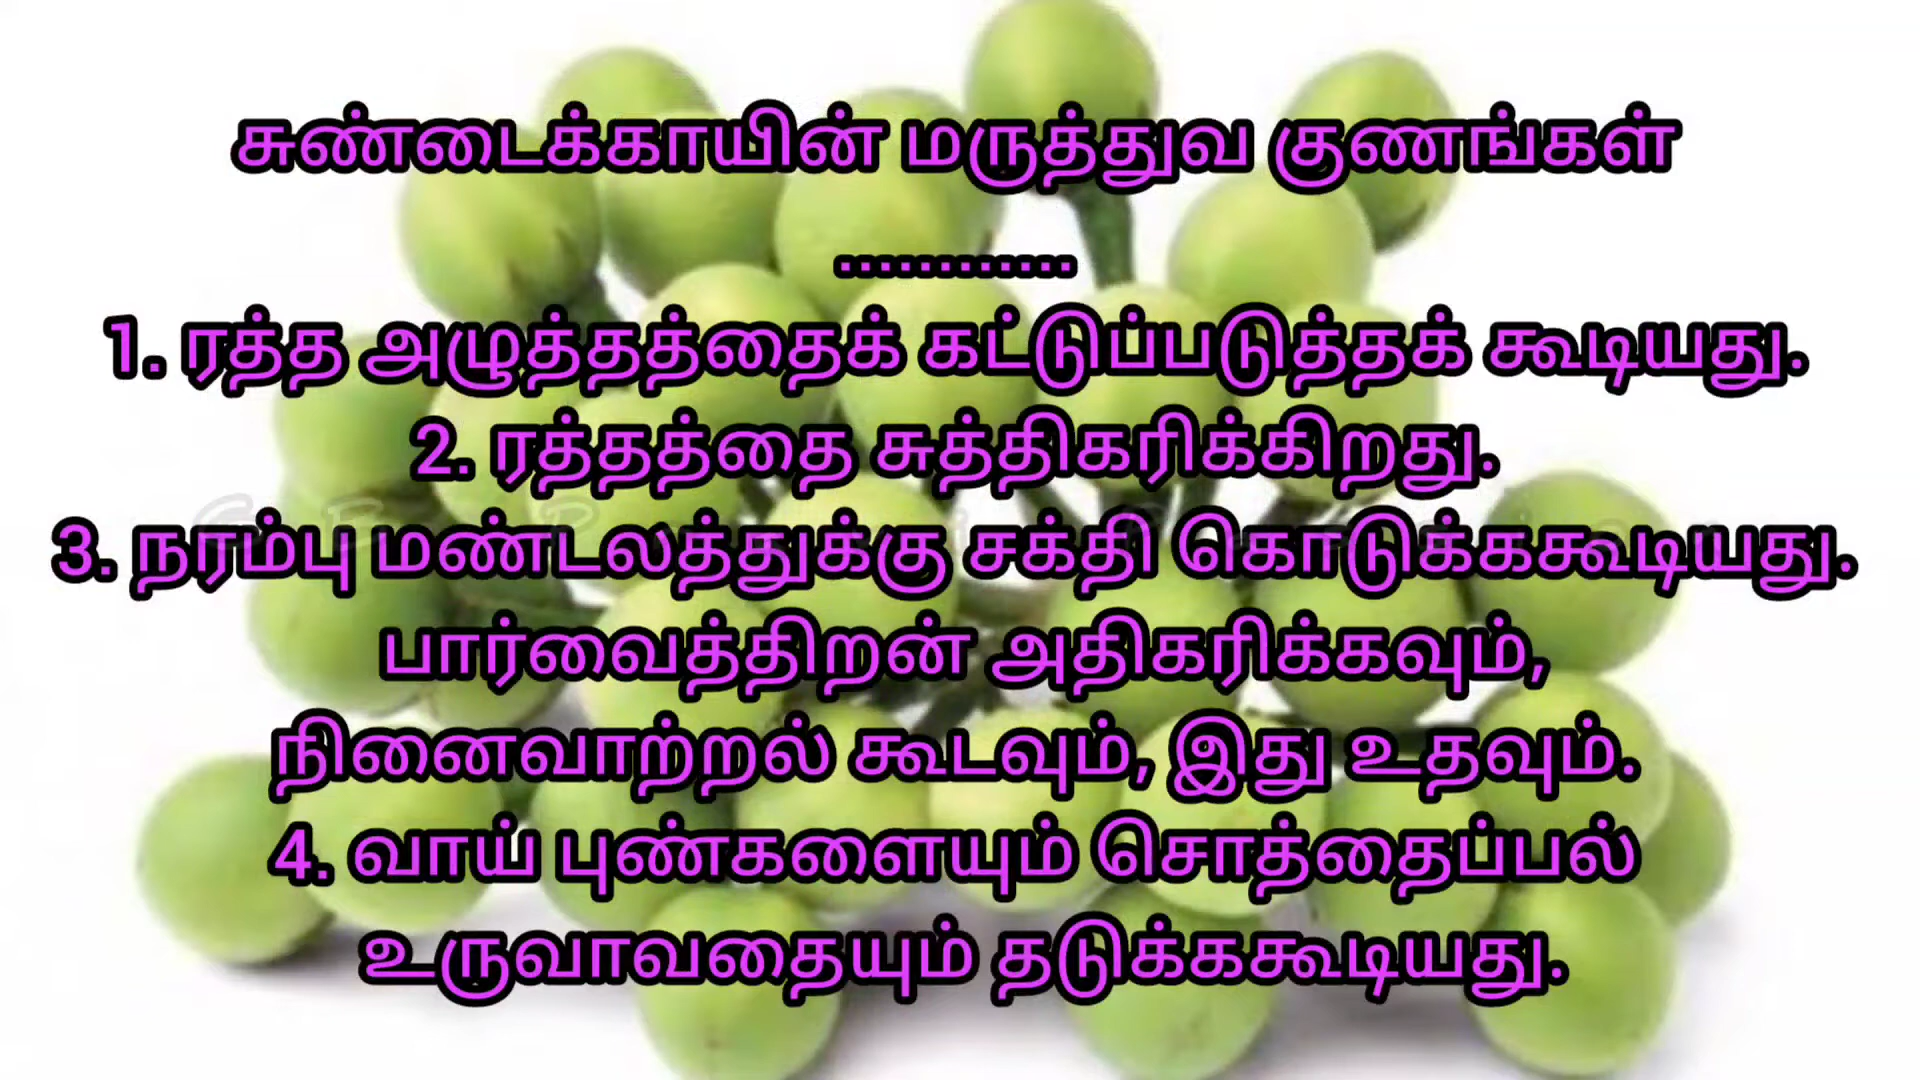 சுண்டைக்காயின் மருத்துவ குணங்கள்
............
1. ரத்த அழுத்தத்தைக் கட்டுப்படுத்தக் கூடியது.
2. ரத்தத்தை சுத்திகரிக்கிறது.
3. நரம்பு மண்டலத்துக்கு சக்தி கொடுக்ககூடியது.
பார்வைத்திறன் அதிகரிக்கவும்,
நினைவாற்றல் கூடவும், இது உதவும்.
4. வாய் புண்களையும் சொத்தைப்பல்
உருவாவதையும் தடுக்ககூடியது.